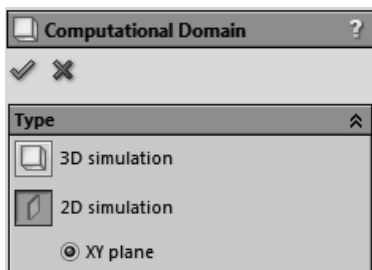 Computational Domain ?
Type
3D simulation
2D simulation
XY plane